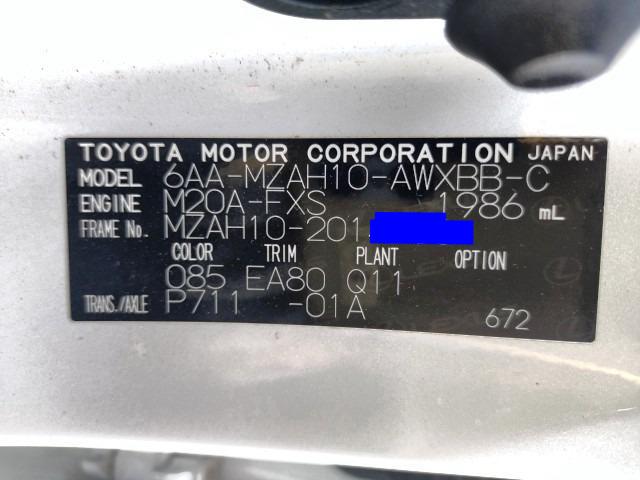 TOYOTA MOTOR CORPORATION JAPAN
MODEL 6AA-MZAH10-AWXBB-C
ENGINE M20A-FXS 1986 mL
FRAME No. MZAH10-201
COLOR TRIM PLANT OPTION
085 EA80 Q11
TRANS./AXLE P711 -01A
672